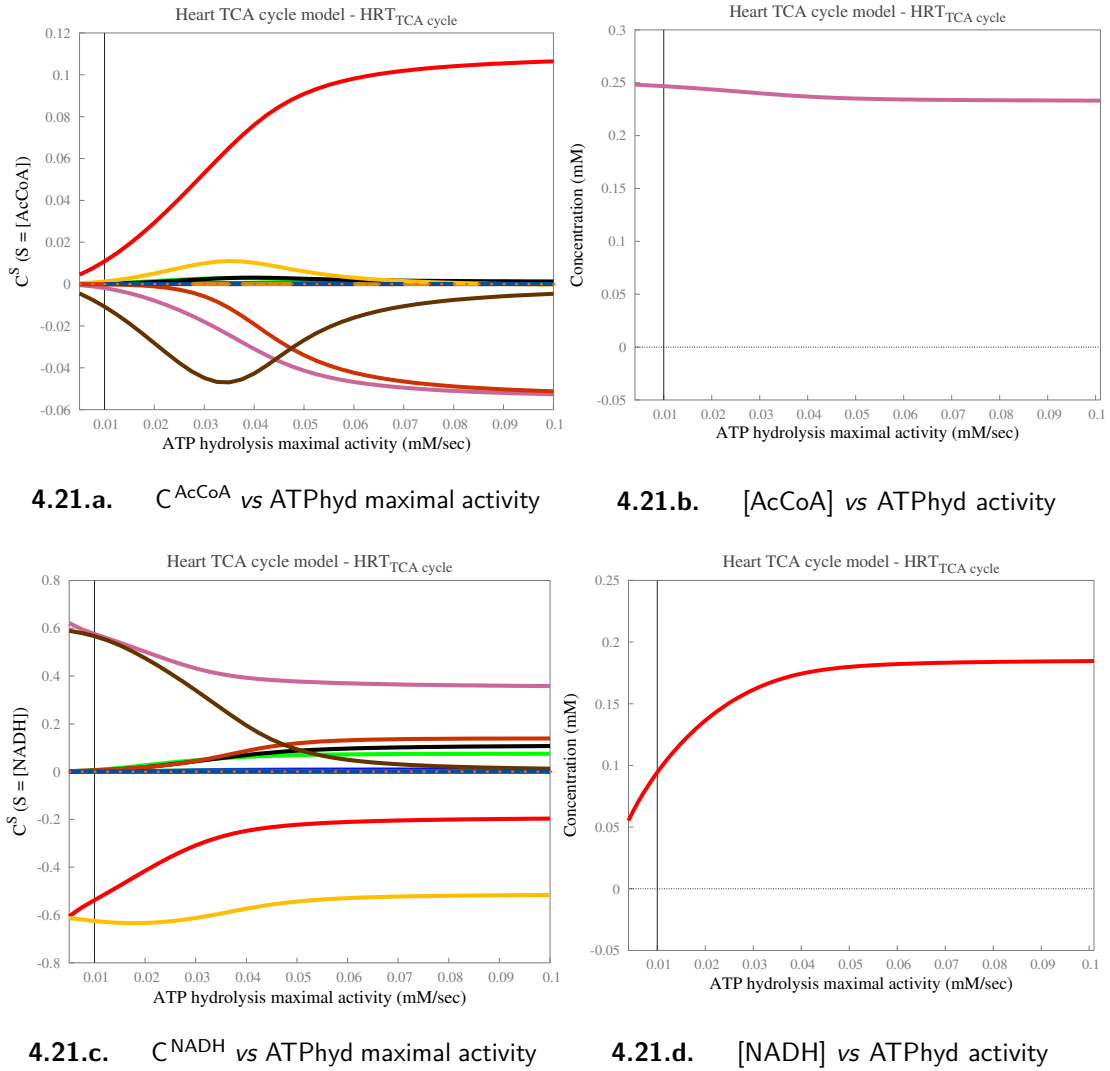 Heart TCA cycle model - HRT_TCA cycle
0.12
0.1
0.08
0.06
0.04
0.02
0
-0.02
-0.04
-0.06
C^S (S = [AcCoA])
0.01 0.02 0.03 0.04 0.05 0.06 0.07 0.08 0.09 0.1
ATP hydrolysis maximal activity (mM/sec)
4.21.a. C^AcCoA vs ATPhyd maximal activity
Heart TCA cycle model - HRT_TCA cycle
0.3
0.25
0.2
0.15
0.1
0.05
0
-0.05
Concentration (mM)
0.01 0.02 0.03 0.04 0.05 0.06 0.07 0.08 0.09 0.1
ATP hydrolysis maximal activity (mM/sec)
4.21.b. [AcCoA] vs ATPhyd activity
Heart TCA cycle model - HRT_TCA cycle
0.8
0.6
0.4
0.2
0
-0.2
-0.4
-0.6
-0.8
C^S (S = [NADH])
0.01 0.02 0.03 0.04 0.05 0.06 0.07 0.08 0.09 0.1
ATP hydrolysis maximal activity (mM/sec)
4.21.c. C^NADH vs ATPhyd maximal activity
Heart TCA cycle model - HRT_TCA cycle
0.25
0.2
0.15
0.1
0.05
0
-0.05
Concentration (mM)
0.01 0.02 0.03 0.04 0.05 0.06 0.07 0.08 0.09 0.1
ATP hydrolysis maximal activity (mM/sec)
4.21.d. [NADH] vs ATPhyd activity